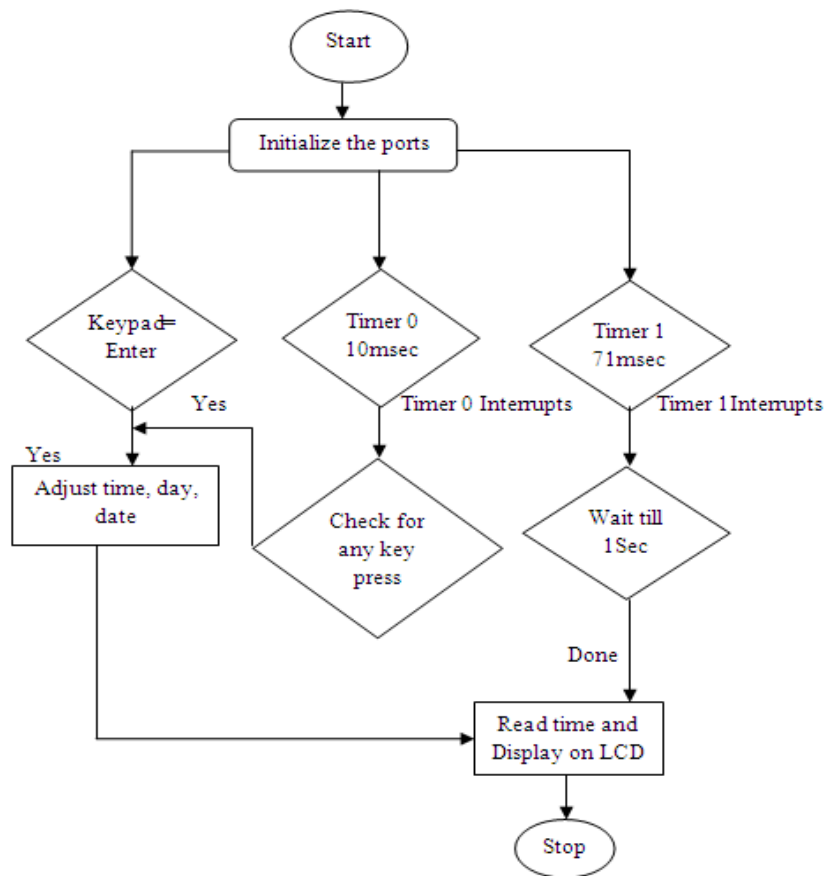 Start
Initialize the ports
Keypad=
Enter
Timer 0
10msec
Timer 1
71msec
Yes
Timer 0 Interrupts
Timer 1Interrupts
Yes
Adjust time, day,
date
Check for
any key
press
Wait till
1Sec
Done
Read time and
Display on LCD
Stop